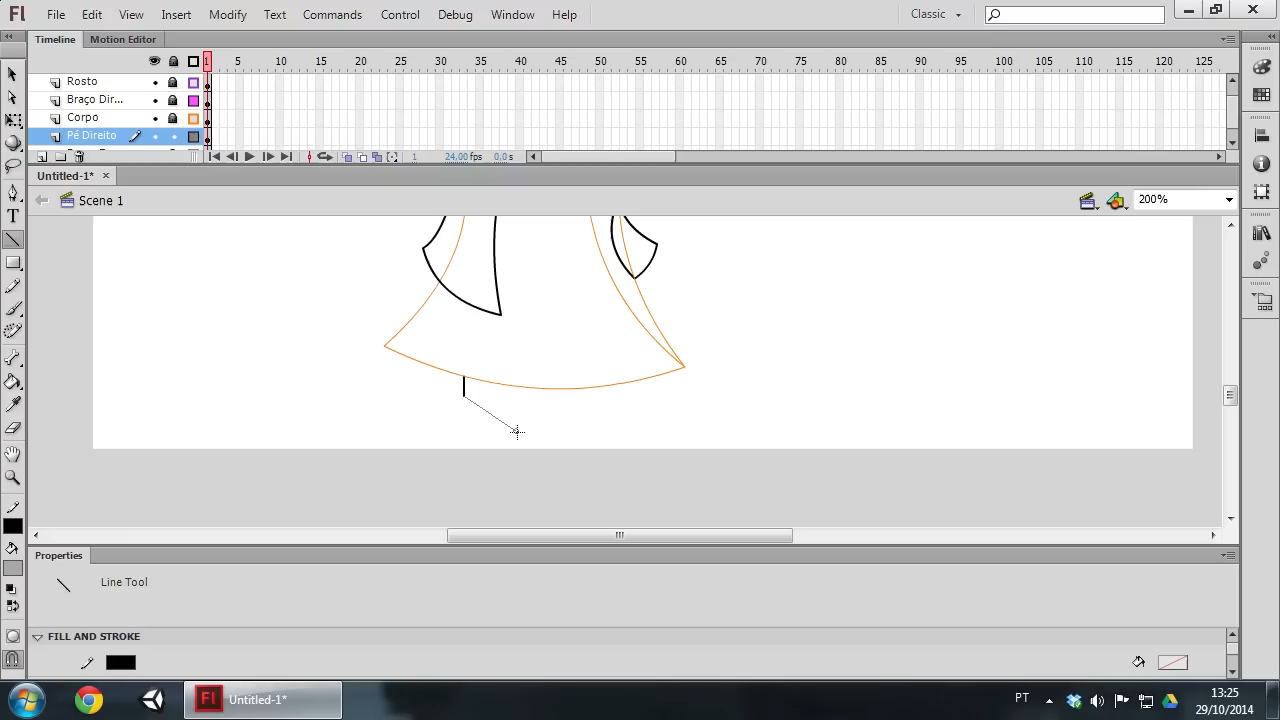 Fl File Edit View Insert Modify Text Commands Control Debug Window Help Classic
Timeline Motion Editor
1 5 10 15 20 25 30 35 40 45 50 55 60 65 70 75 80 85 90 95 100 105 110 115 120 125
Rosto
Braço Dir...
Corpo
Pé Direito
1 24.00 fps 0.0 s
Untitled-1*
Scene 1 200%
T
Properties
Line Tool
FILL AND STROKE
Fl Untitled-1* PT 13:25
29/10/2014